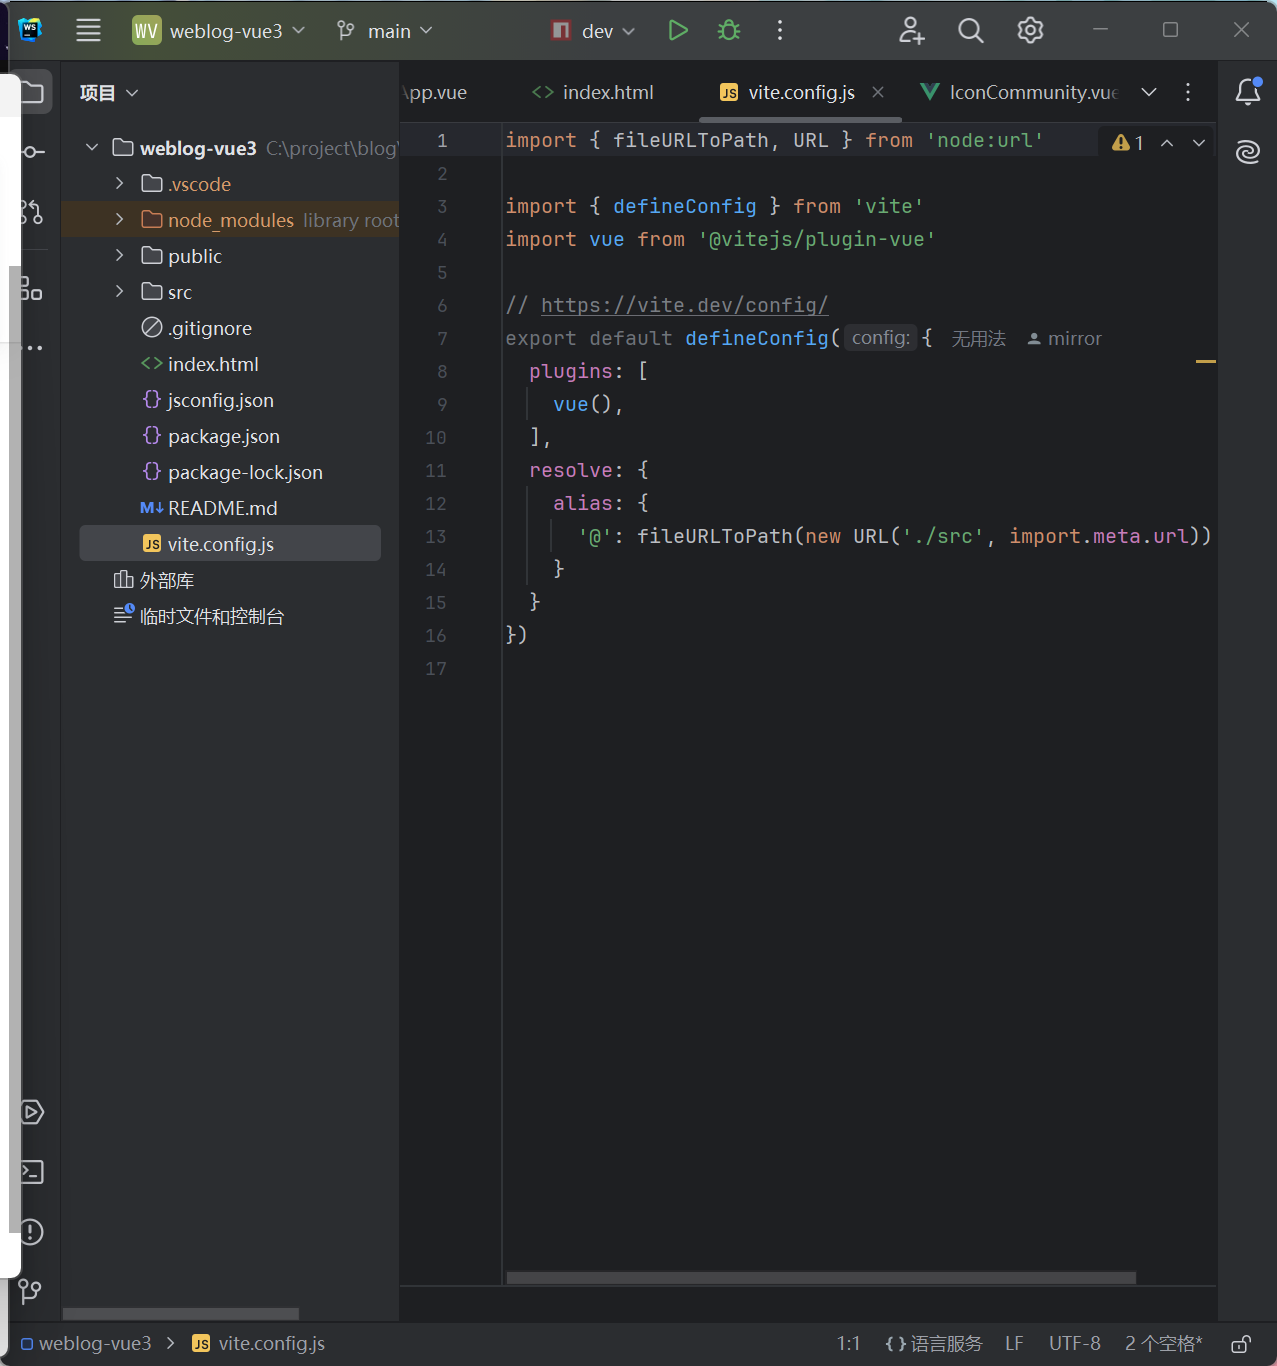 WS
WV weblog-vue3
main
dev
项目
pp.vue
<> index.html
JS vite.config.js
IconCommunity.vue
weblog-vue3 C:\project\blog\
.vscode
node_modules library root
public
src
.gitignore
<> index.html
{} jsconfig.json
{} package.json
{} package-lock.json
M↓ README.md
JS vite.config.js
外部库
临时文件和控制台
1 import { fileURLToPath, URL } from 'node:url'
1
2
3 import { defineConfig } from 'vite'
4 import vue from '@vitejs/plugin-vue'
5
6 // https://vite.dev/config/
7 export default defineConfig( config: { 无用法 mirror
8 plugins: [
9 vue(),
10 ],
11 resolve: {
12 alias: {
13 '@': fileURLToPath(new URL('./src', import.meta.url))
14 }
15 }
16 })
17
weblog-vue3 > JS vite.config.js
1:1 {} 语言服务 LF UTF-8 2 个空格*